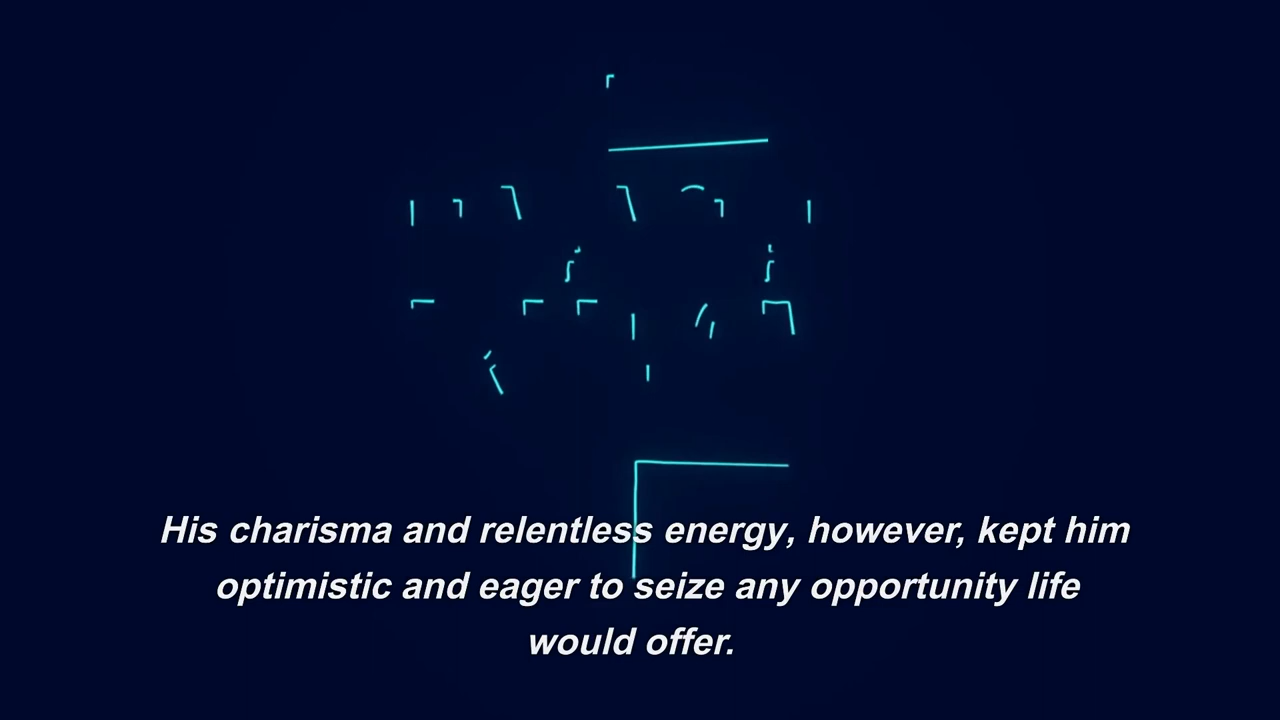 His charisma and relentless energy, however, kept him
optimistic and eager to seize any opportunity life
would offer.